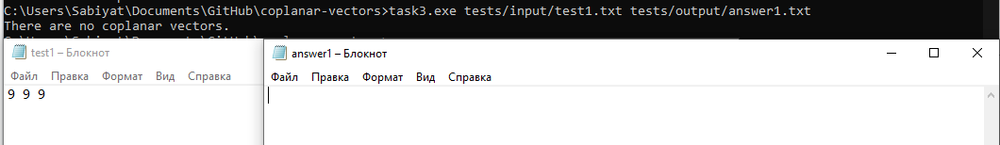 C:\Users\Sabiyat\Documents\GitHub\coplanar-vectors>task3.exe tests/input/test1.txt tests/output/answer1.txt
There are no coplanar vectors.
test1 – Блокнот
Файл Правка Формат Вид Справка
9 9 9
answer1 – Блокнот
Файл Правка Формат Вид Справка